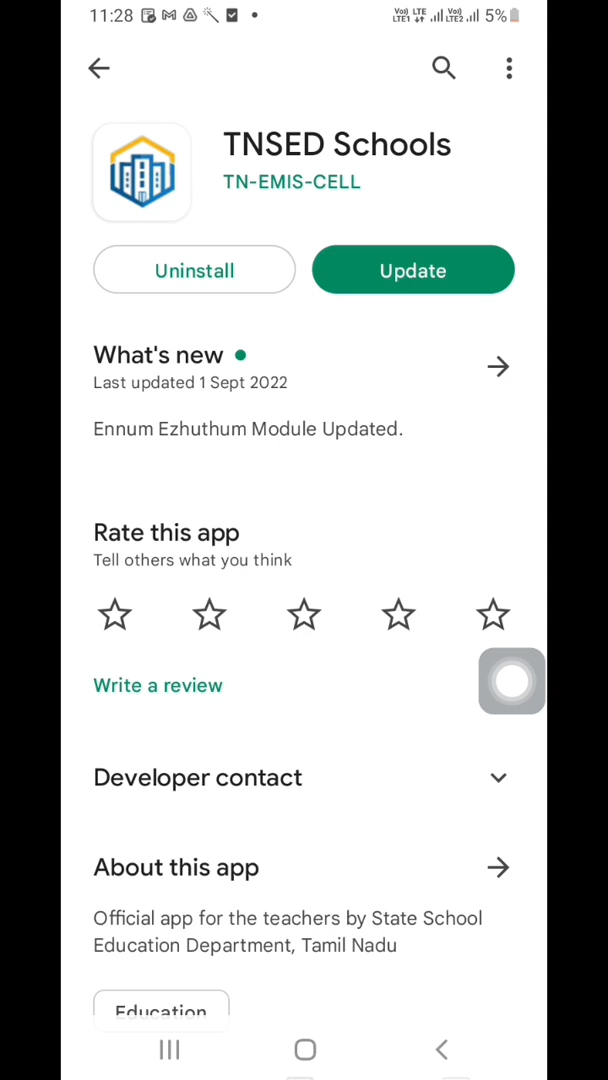 11:28 5%
TNSED Schools
TN-EMIS-CELL
Uninstall Update
What's new
Last updated 1 Sept 2022
Ennum Ezhuthum Module Updated.
Rate this app
Tell others what you think
Write a review
Developer contact
About this app
Official app for the teachers by State School
Education Department, Tamil Nadu
Education